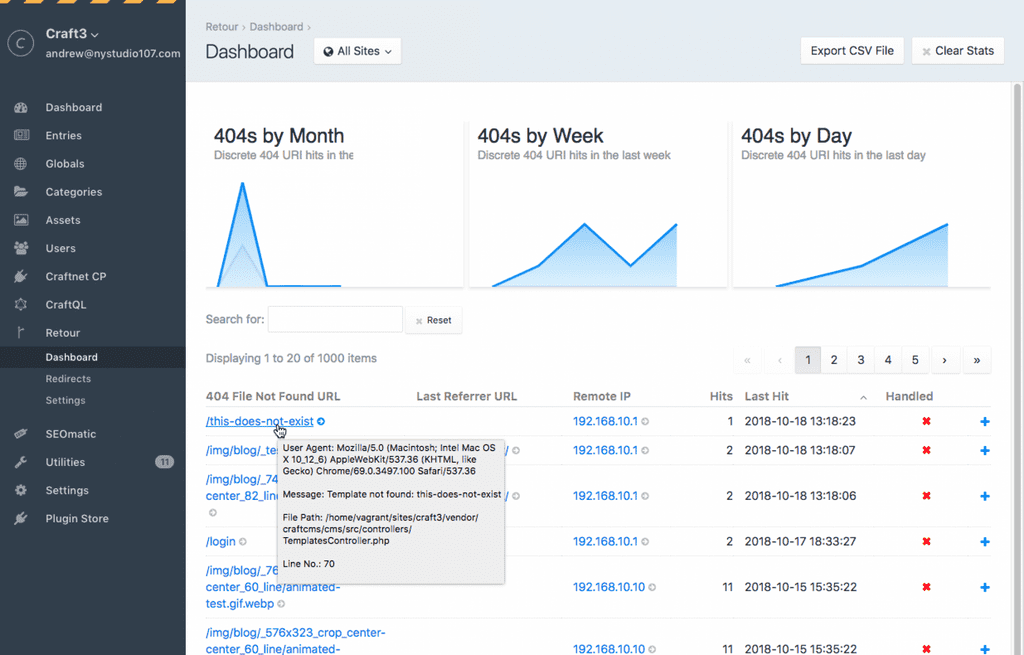 C
Craft3
andrew@nystudio107.com
Dashboard
Entries
Globals
Categories
Assets
Users
Craftnet CP
CraftQL
Retour
Dashboard
Redirects
Settings
SEOmatic
Utilities 11
Settings
Plugin Store
Retour › Dashboard ›
Dashboard All Sites Export CSV File × Clear Stats
404s by Month 404s by Week 404s by Day
Discrete 404 URI hits in the Discrete 404 URI hits in the last week Discrete 404 URI hits in the last day
Search for: × Reset
Displaying 1 to 20 of 1000 items « ‹ 1 2 3 4 5 › »
404 File Not Found URL Last Referrer URL Remote IP Hits Last Hit Handled
/this-does-not-exist 192.168.10.1 1 2018-10-18 13:18:23 ✖ +
/img/blog/_te / 192.168.10.1 2 2018-10-18 13:18:07 ✖ +
/img/blog/_74
center_82_line / 192.168.10.1 2 2018-10-18 13:18:06 ✖ +
/login 192.168.10.1 2 2018-10-17 18:33:27 ✖ +
/img/blog/_76
center_60_line/animated-
test.gif.webp 192.168.10.10 11 2018-10-15 15:35:22 ✖ +
/img/blog/_576x323_crop_center-
center_60_line/animated- 192.168.10.10 11 2018-10-15 15:35:22 ✖ +
User Agent: Mozilla/5.0 (Macintosh; Intel Mac OS
X 10_12_6) AppleWebKit/537.36 (KHTML, like
Gecko) Chrome/69.0.3497.100 Safari/537.36
Message: Template not found: this-does-not-exist
File Path: /home/vagrant/sites/craft3/vendor/
craftcms/cms/src/controllers/
TemplatesController.php
Line No.: 70